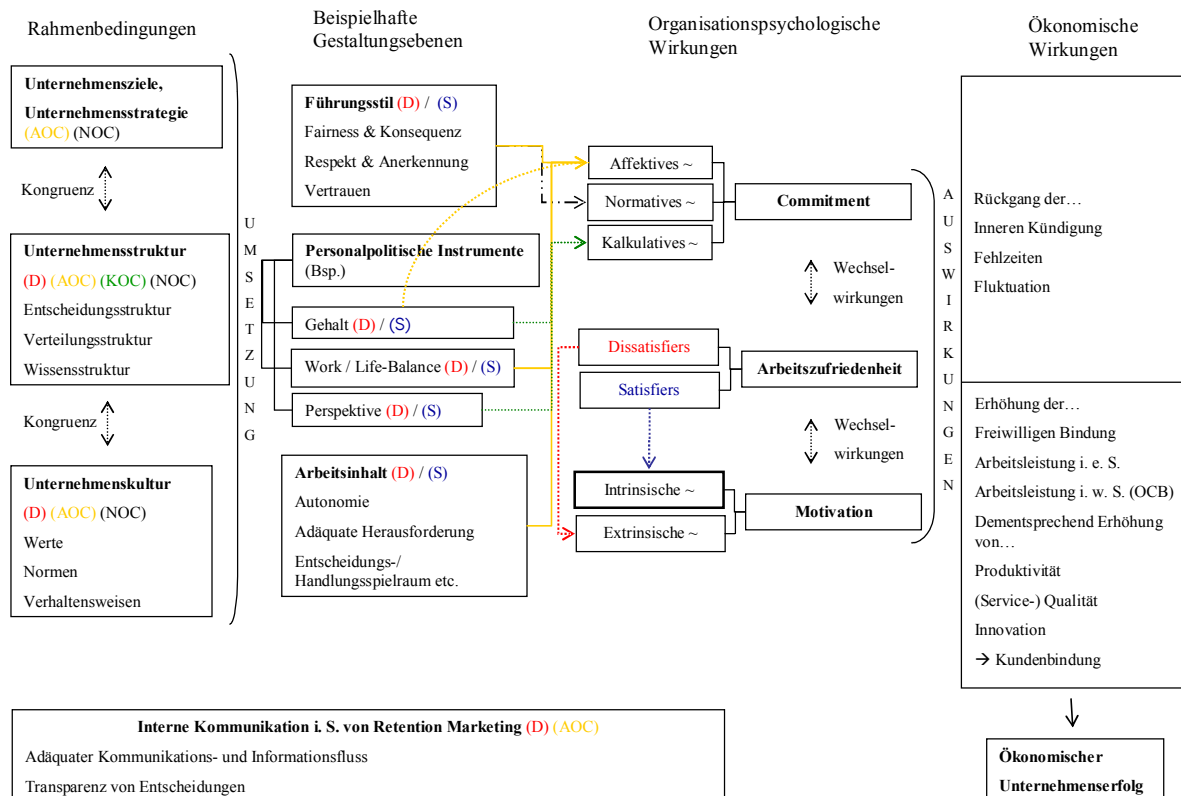 Rahmenbedingungen
Beispielhafte
Gestaltungsebenen
Organisationspsychologische
Wirkungen
Ökonomische
Wirkungen
Unternehmensziele,
Unternehmensstrategie
(AOC) (NOC)
Kongruenz
Unternehmensstruktur
(D) (AOC) (KOC) (NOC)
Entscheidungsstruktur
Verteilungsstruktur
Wissensstruktur
Kongruenz
Unternehmenskultur
(D) (AOC) (NOC)
Werte
Normen
Verhaltensweisen
U
M
S
E
T
Z
U
N
G
Führungsstil (D) / (S)
Fairness & Konsequenz
Respekt & Anerkennung
Vertrauen
Personalpolitische Instrumente
(Bsp.)
Gehalt (D) / (S)
Work / Life-Balance (D) / (S)
Perspektive (D) / (S)
Arbeitsinhalt (D) / (S)
Autonomie
Adäquate Herausforderung
Entscheidungs-/
Handlungsspielraum etc.
Affektives ~
Normatives ~
Kalkulatives ~
Commitment
Wechsel-
wirkungen
Dissatisfiers
Satisfiers
Arbeitszufriedenheit
Wechsel-
wirkungen
Intrinsische ~
Extrinsische ~
Motivation
A
U
S
W
I
R
K
U
N
G
E
N
Rückgang der…
Inneren Kündigung
Fehlzeiten
Fluktuation
Erhöhung der…
Freiwilligen Bindung
Arbeitsleistung i. e. S.
Arbeitsleistung i. w. S. (OCB)
Dementsprechend Erhöhung
von…
Produktivität
(Service-) Qualität
Innovation
→ Kundenbindung
Interne Kommunikation i. S. von Retention Marketing (D) (AOC)
Adäquater Kommunikations- und Informationsfluss
Transparenz von Entscheidungen
Ökonomischer
Unternehmenserfolg